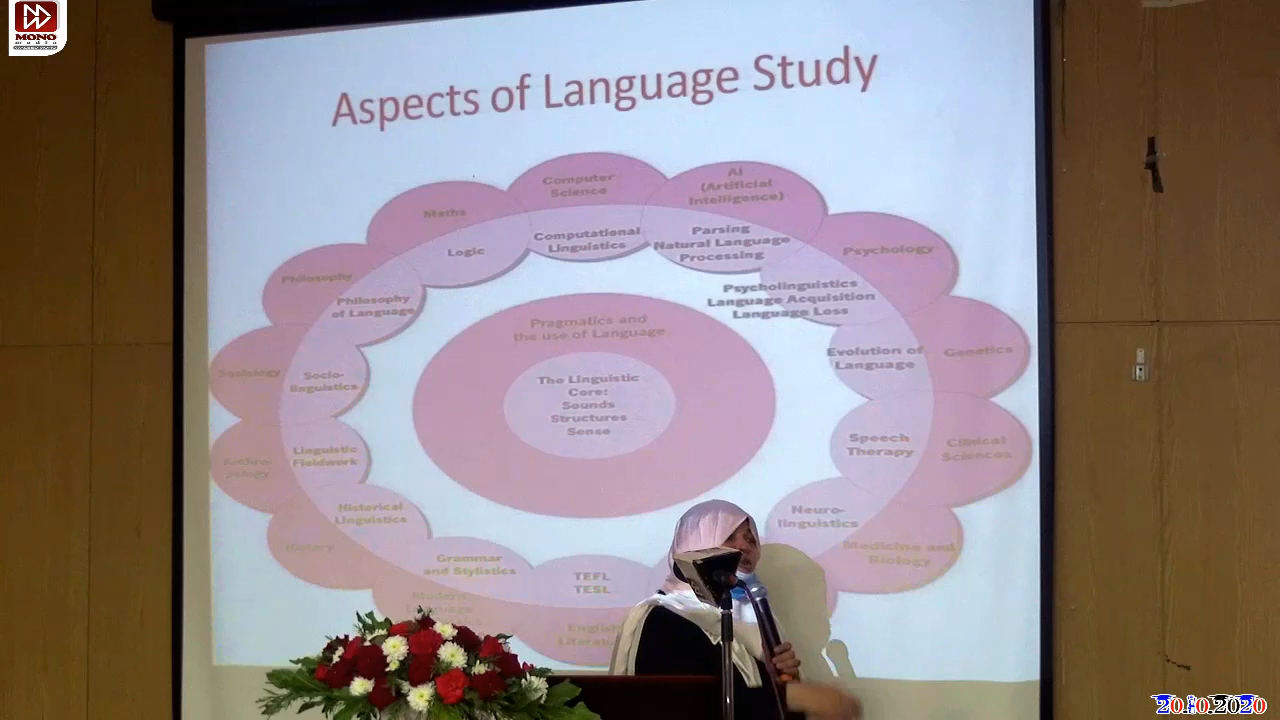 MONO
media
Aspects of Language Study
Computer
Science
AI
(Artificial
Intelligence)
Maths
Psychology
Logic
Computational
Linguistics
Parsing
Natural Language
Processing
Philosophy
Philosophy
of Language
Psycholinguistics
Language Acquisition
Language Loss
Pragmatics and
the use of Language
Evolution of
Language
Genetics
Sociology
Socio-
linguistics
The Linguistic
Core:
Sounds
Structures
Sense
Speech
Therapy
Clinical
Sciences
Linguistic
Fieldwork
Historical
Linguistics
History
Neuro-
linguistics
Medicine and
Biology
Grammar
and Stylistics
TEFL
TESL
Modern
Language
English
20.10.2020